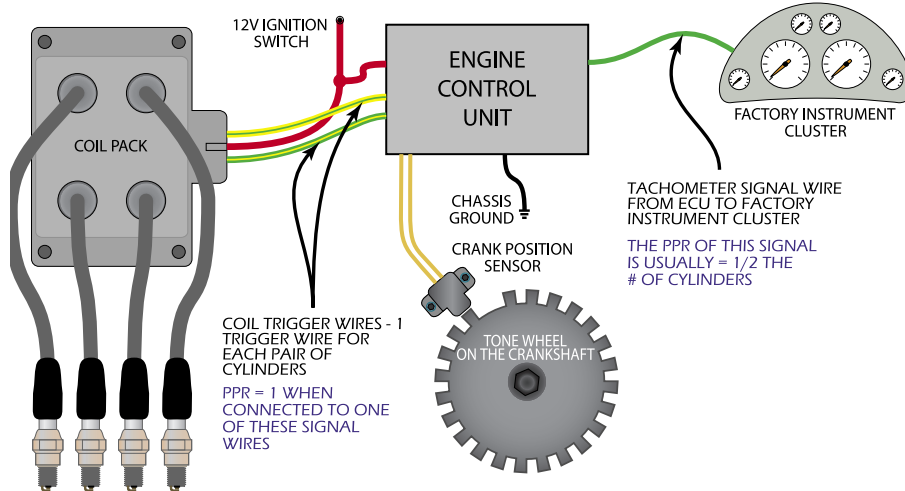 12V IGNITION
SWITCH
ENGINE
CONTROL
UNIT
FACTORY INSTRUMENT
CLUSTER
COIL PACK
CHASSIS
GROUND
TACHOMETER SIGNAL WIRE
FROM ECU TO FACTORY
INSTRUMENT CLUSTER
THE PPR OF THIS SIGNAL
IS USUALLY = 1/2 THE
# OF CYLINDERS
CRANK POSITION
SENSOR
COIL TRIGGER WIRES - 1
TRIGGER WIRE FOR
EACH PAIR OF
CYLINDERS
PPR = 1 WHEN
CONNECTED TO ONE
OF THESE SIGNAL
WIRES
TONE WHEEL
ON THE CRANKSHAFT